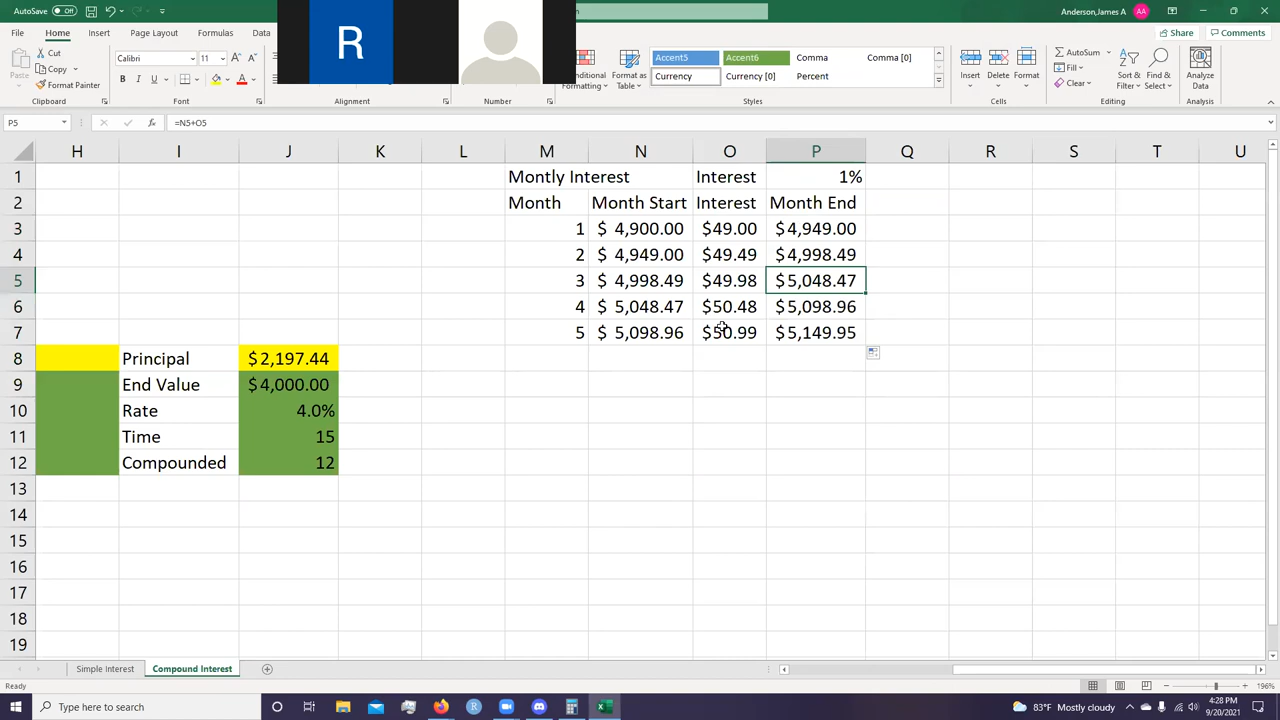 AutoSave Off
Anderson,James A AA
File Home Insert Page Layout Formulas Data
Share Comments
Cut
Copy
Format Painter
Paste
Clipboard
Calibri 11
B I U
Font
Alignment
Number
Conditional Formatting
Format as Table
Accent5 Accent6 Comma Comma [0]
Currency Currency [0] Percent
Styles
Insert Delete Format
Cells
AutoSum
Fill
Clear
Sort & Filter
Find & Select
Editing
Analyze Data
Analysis
R
P5 fx =N5+O5
H I J K L M N O P Q R S T U
1 Montly Interest Interest 1%
2 Month Month Start Interest Month End
3 1 $ 4,900.00 $49.00 $4,949.00
4 2 $ 4,949.00 $49.49 $4,998.49
5 3 $ 4,998.49 $49.98 $5,048.47
6 4 $ 5,048.47 $50.48 $5,098.96
7 5 $ 5,098.96 $50.99 $5,149.95
8 Principal $2,197.44
9 End Value $4,000.00
10 Rate 4.0%
11 Time 15
12 Compounded 12
13
14
15
16
17
18
19
Simple Interest Compound Interest
Ready
196%
Type here to search
R
83°F Mostly cloudy
4:28 PM
9/20/2021